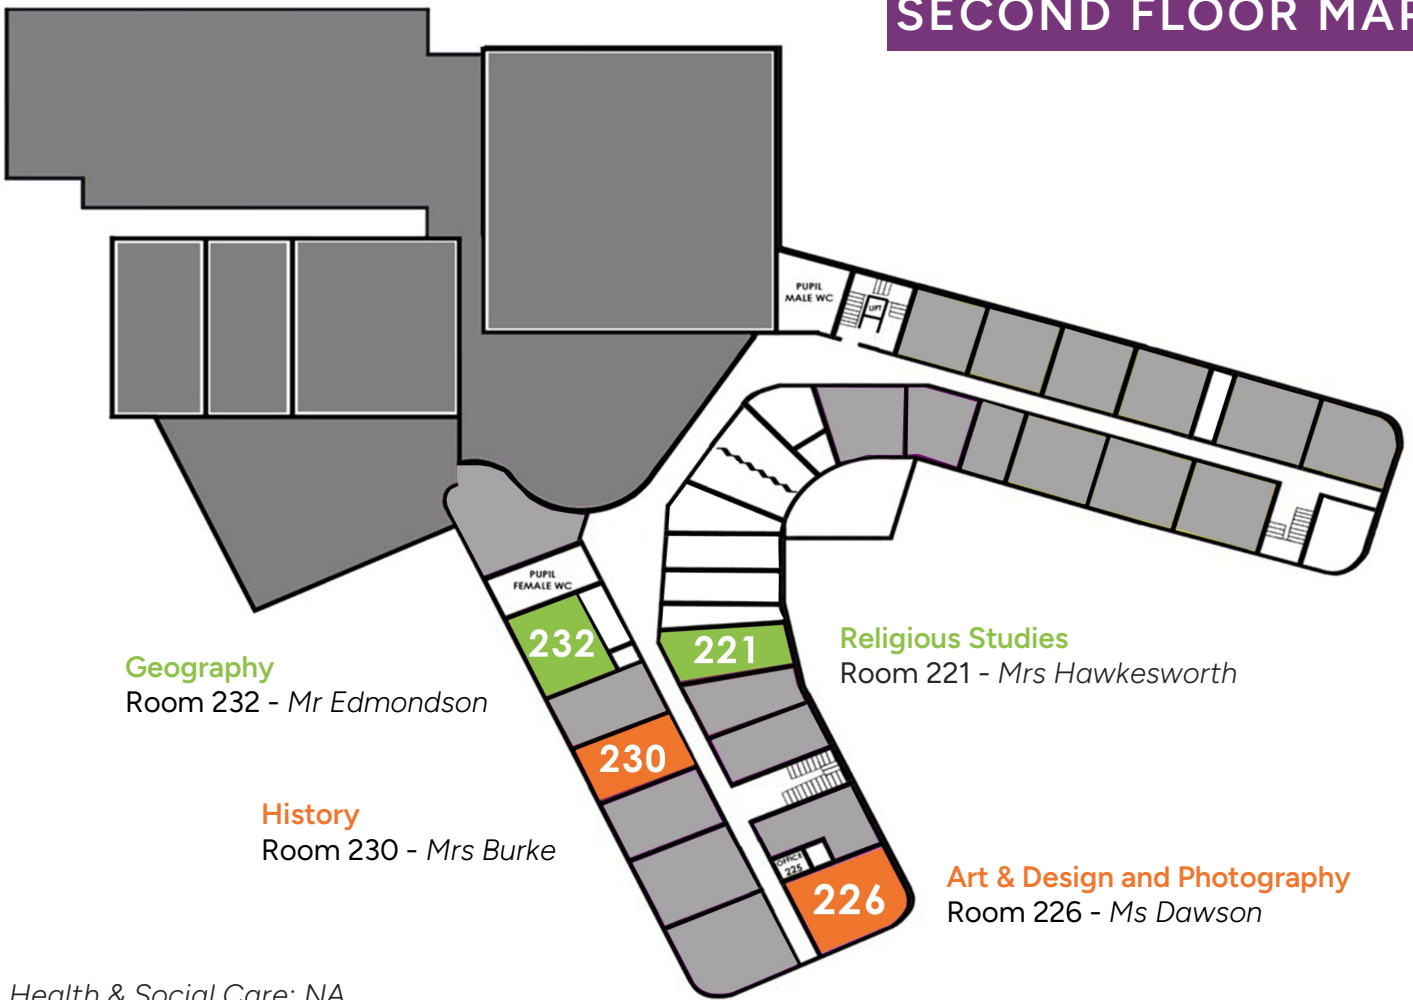 SECOND FLOOR MAP
PUPIL
MALE WC
LIFT
PUPIL
FEMALE WC
232
221
Religious Studies
Room 221 - Mrs Hawkesworth
Geography
Room 232 - Mr Edmondson
230
History
Room 230 - Mrs Burke
OFFICE
225
226
Art & Design and Photography
Room 226 - Ms Dawson
Health & Social Care: NA